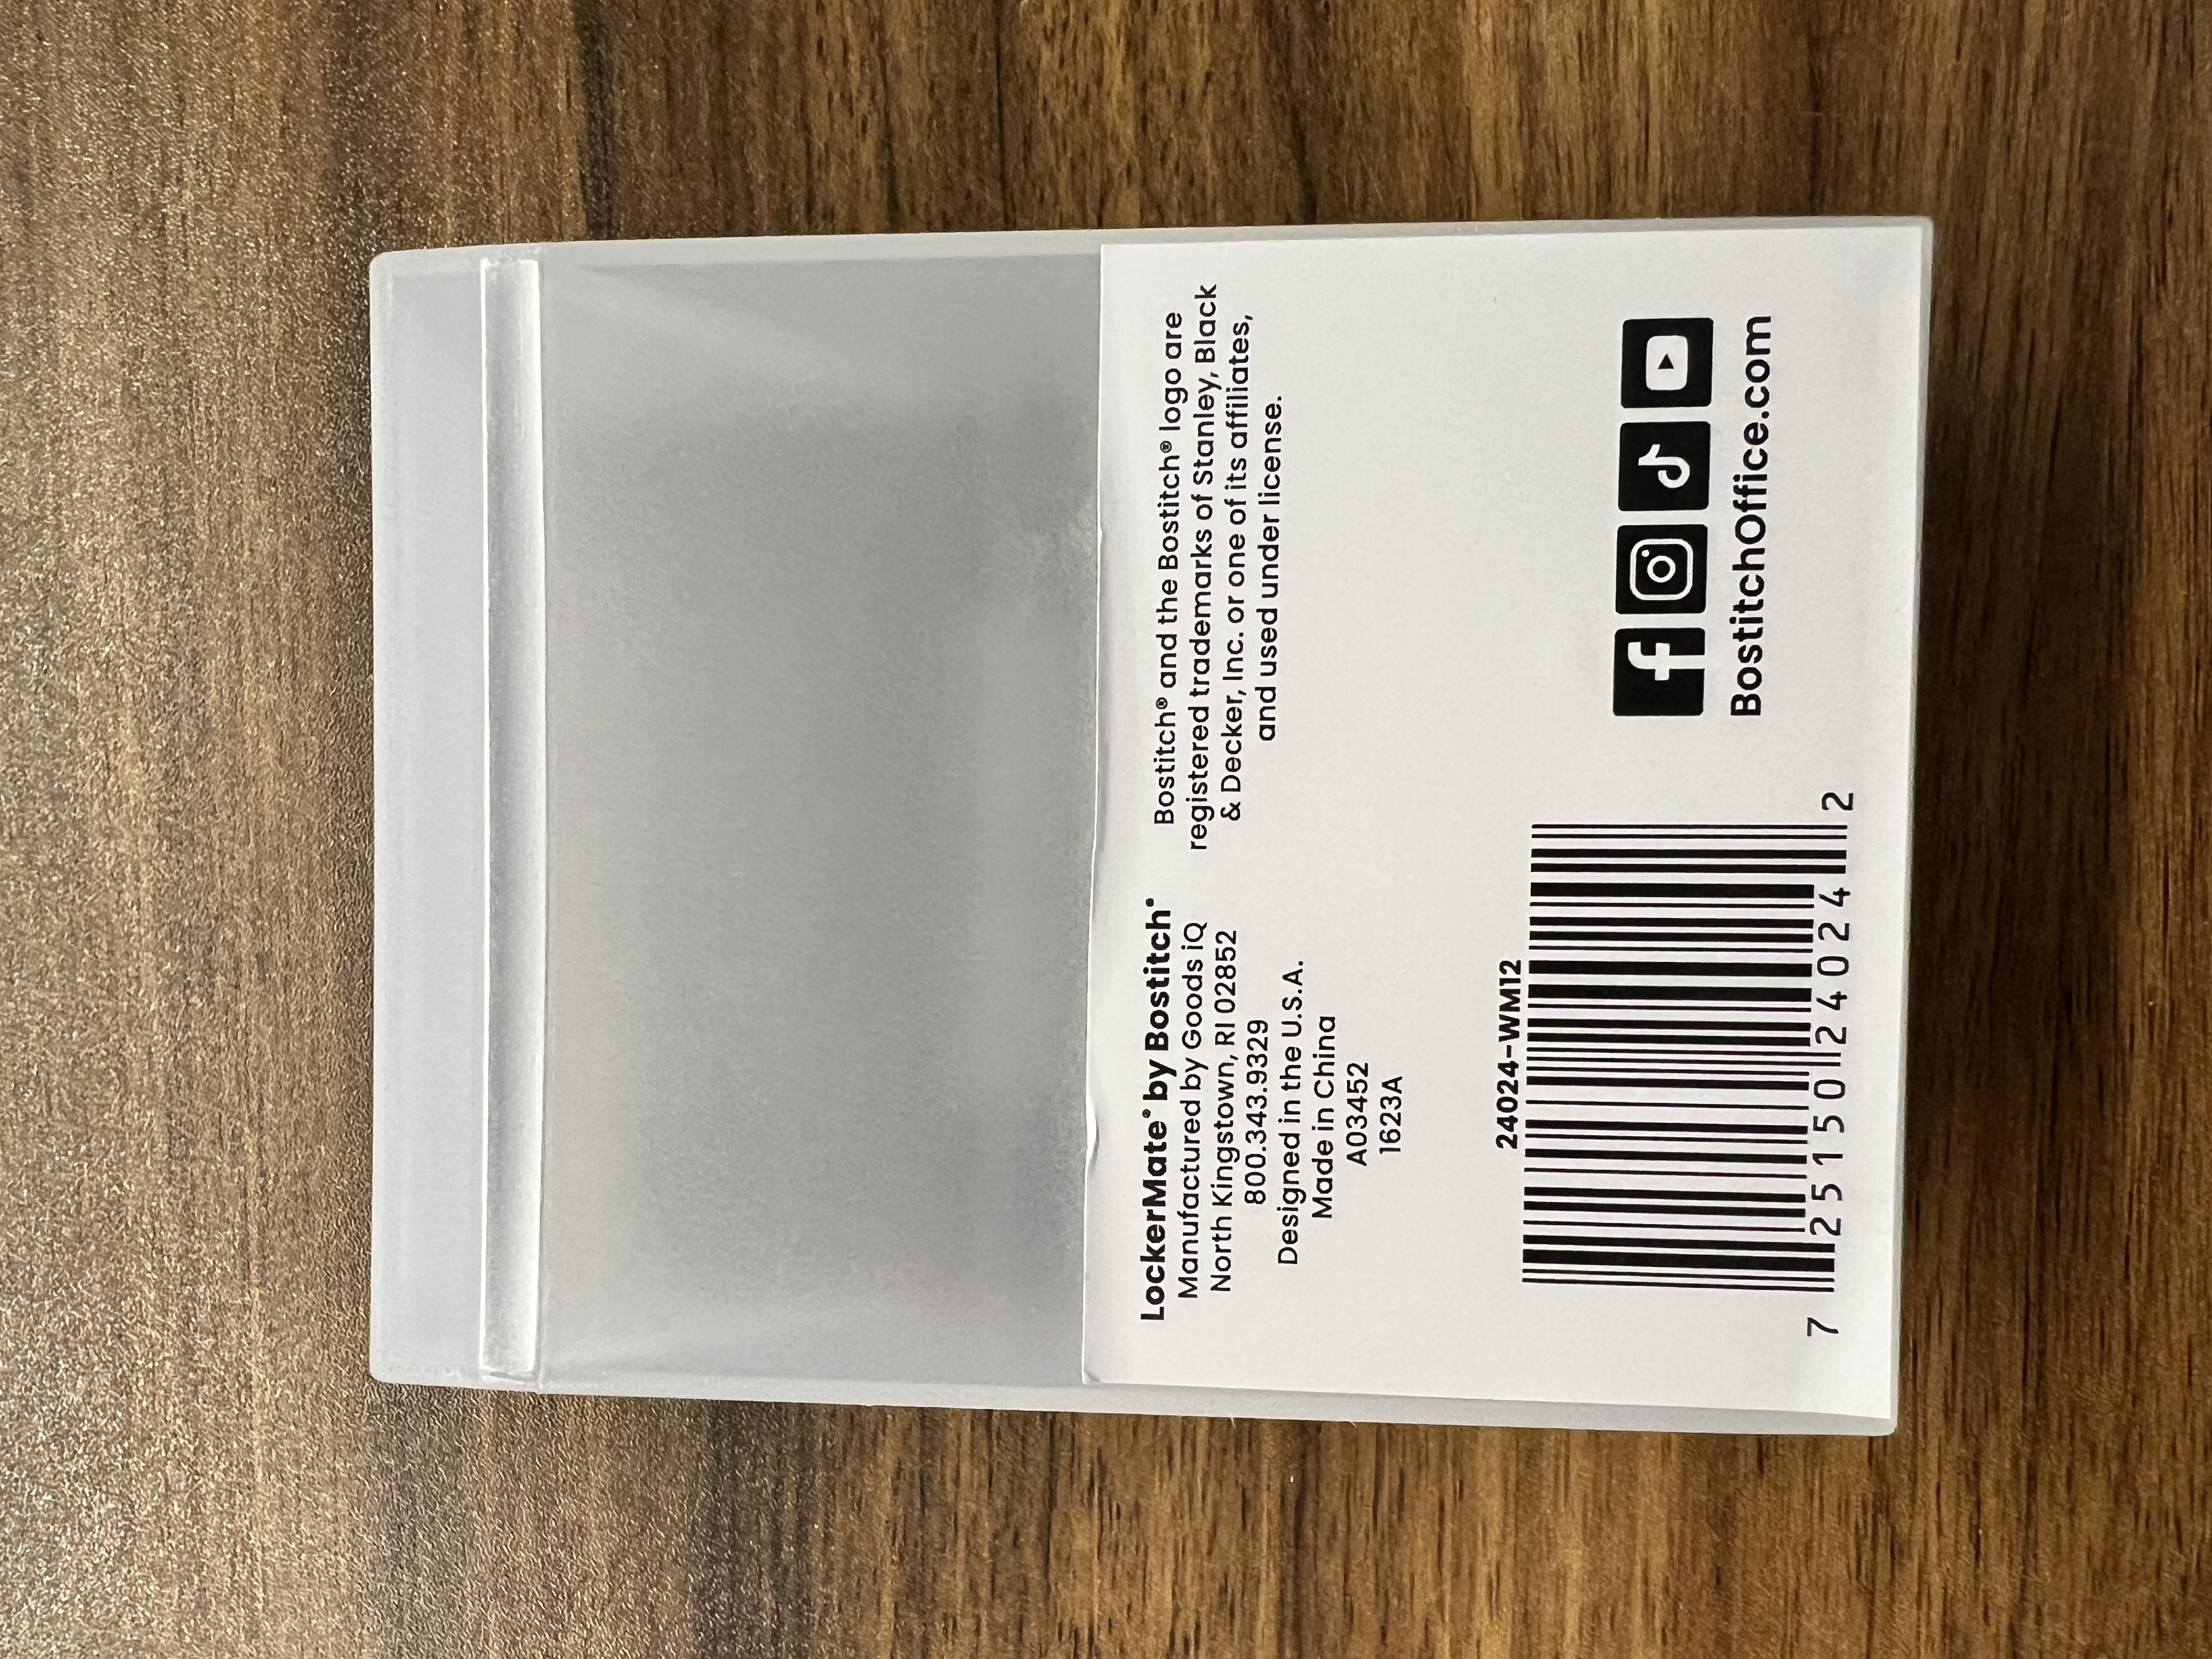 LockerMate® by Bostitch®
Manufactured by Goods iQ
North Kingstown, RI 02852
800.343.9329
Designed in the U.S.A.
Made in China
A03452
1623A
Bostitch® and the Bostitch® logo are
registered trademarks of Stanley, Black
& Decker, Inc. or one of its affiliates,
and used under license.
24024-WM12
7 25150 24024 2
BostitchOffice.com